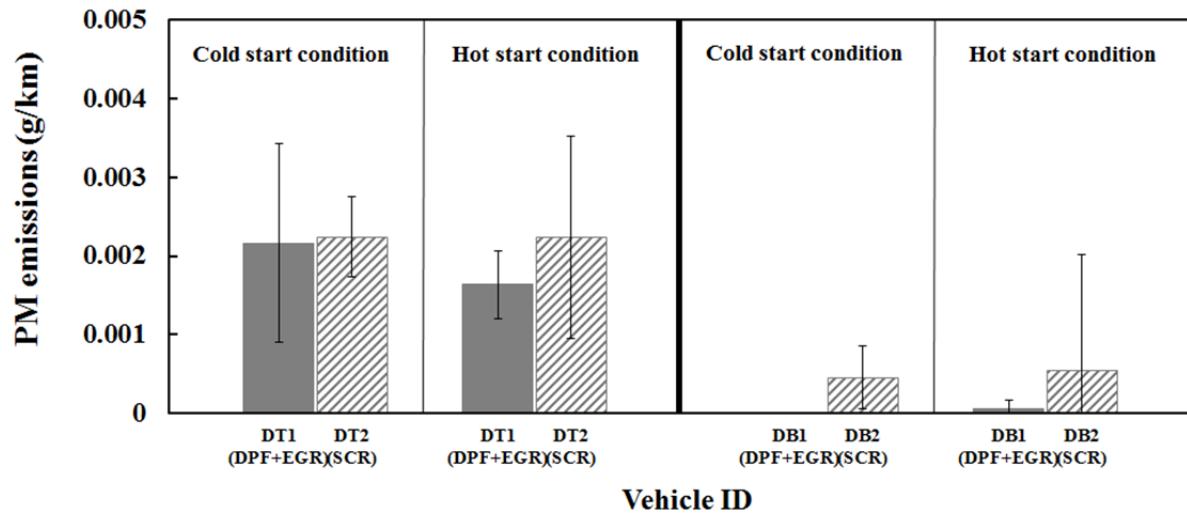 PM emissions (g/km)
0.005
0.004
0.003
0.002
0.001
0
Cold start condition
Hot start condition
Cold start condition
Hot start condition
DT1 DT2
(DPF+EGR)(SCR)
DT1 DT2
(DPF+EGR)(SCR)
DB1 DB2
(DPF+EGR)(SCR)
DB1 DB2
(DPF+EGR)(SCR)
Vehicle ID